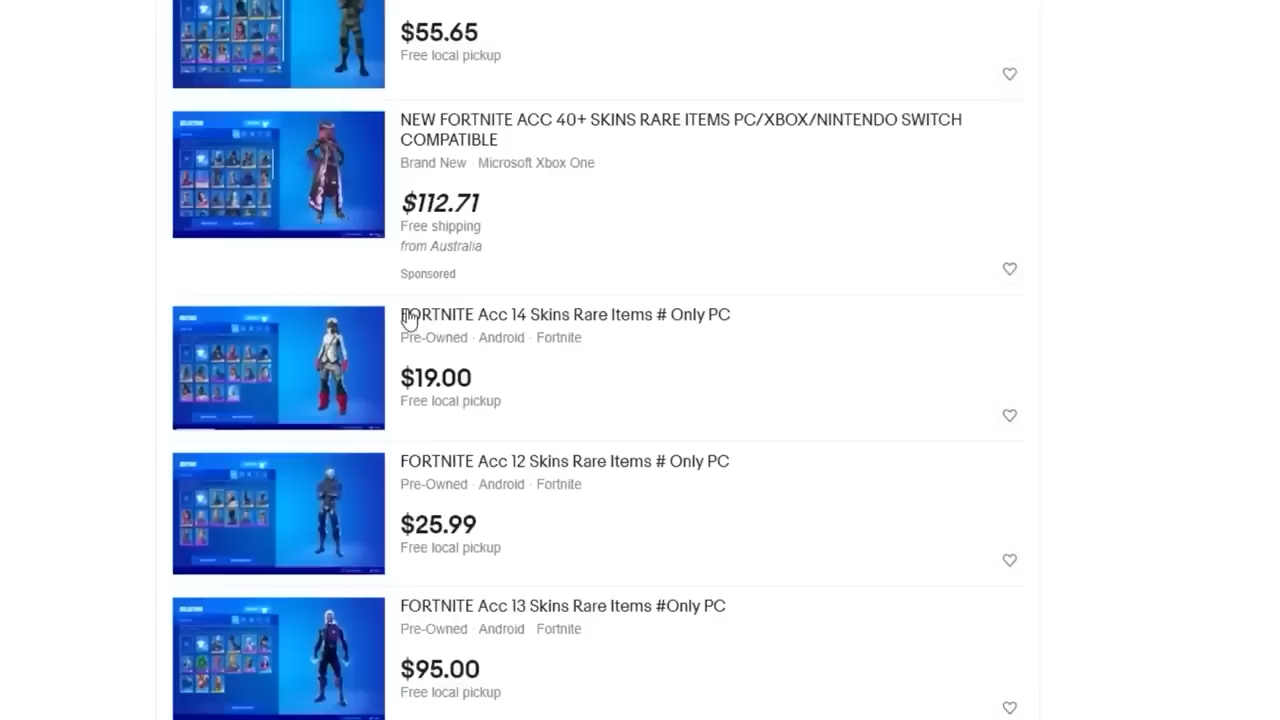 $55.65
Free local pickup
NEW FORTNITE ACC 40+ SKINS RARE ITEMS PC/XBOX/NINTENDO SWITCH
COMPATIBLE
Brand New · Microsoft Xbox One
$112.71
Free shipping
from Australia
Sponsored
FORTNITE Acc 14 Skins Rare Items # Only PC
Pre-Owned · Android · Fortnite
$19.00
Free local pickup
FORTNITE Acc 12 Skins Rare Items # Only PC
Pre-Owned · Android · Fortnite
$25.99
Free local pickup
FORTNITE Acc 13 Skins Rare Items #Only PC
Pre-Owned · Android · Fortnite
$95.00
Free local pickup